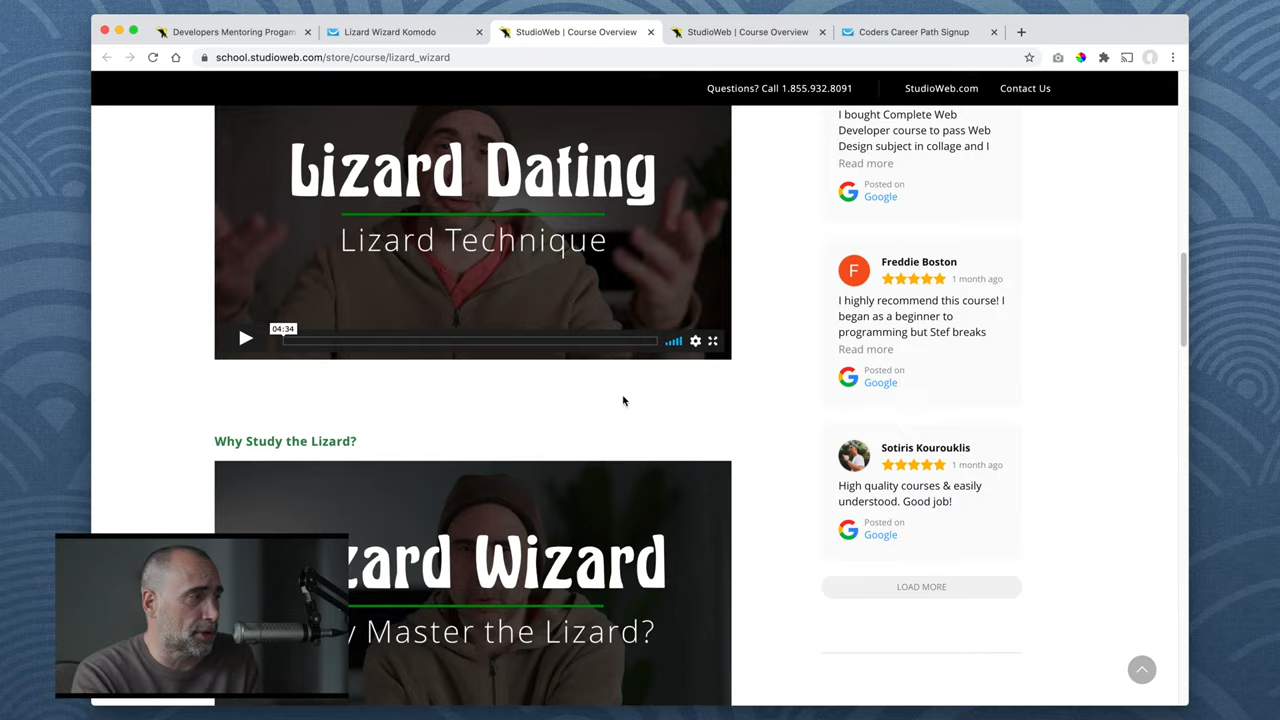 Developers Mentoring Progam
Lizard Wizard Komodo
StudioWeb | Course Overview
StudioWeb | Course Overview
Coders Career Path Signup
school.studioweb.com/store/course/lizard_wizard
Questions? Call 1.855.932.8091
StudioWeb.com
Contact Us
Lizard Dating
Lizard Technique
04:34
Why Study the Lizard?
zard Wizard
y Master the Lizard?
I bought Complete Web
Developer course to pass Web
Design subject in collage and I
Read more
G
Posted on
Google
F
Freddie Boston
1 month ago
I highly recommend this course! I
began as a beginner to
programming but Stef breaks
Read more
G
Posted on
Google
Sotiris Kourouklis
1 month ago
High quality courses & easily
understood. Good job!
G
Posted on
Google
LOAD MORE